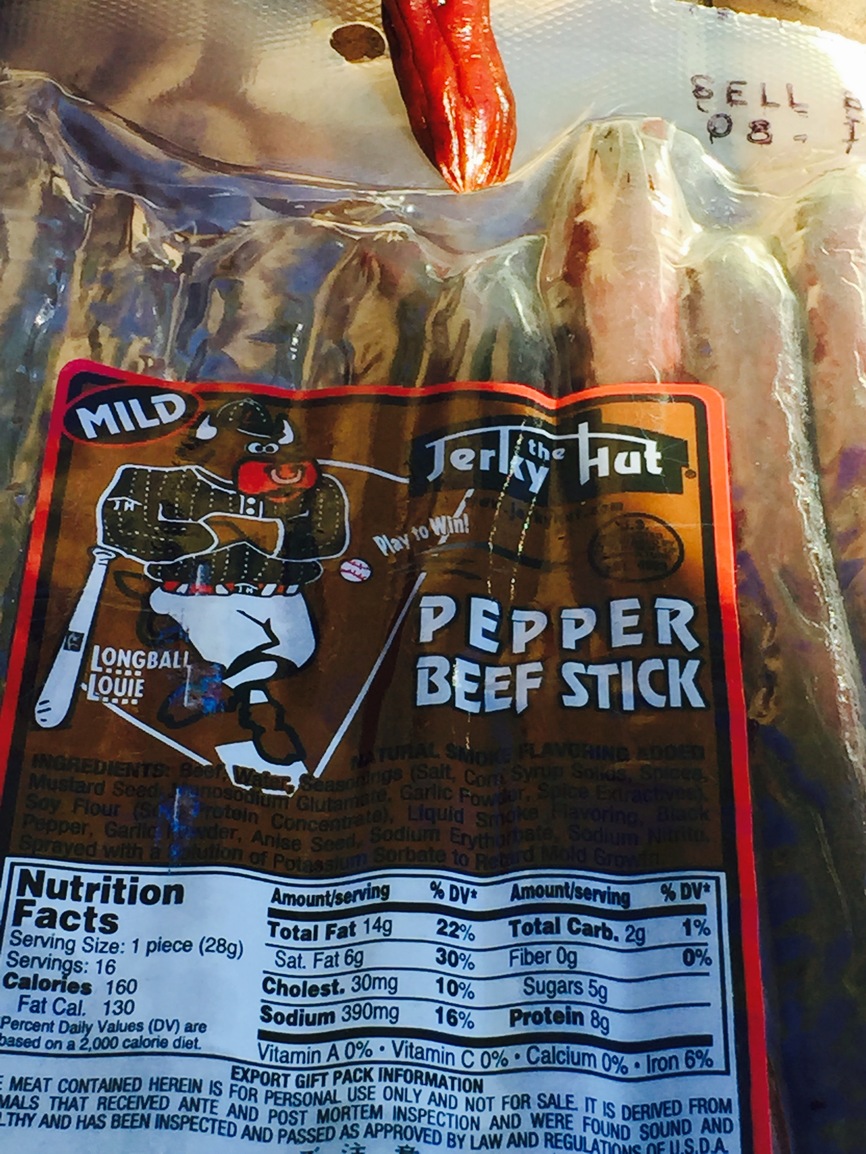 SELL
08-
MILD
Jerky the Hut
Play to Win!
PEPPER
BEEF STICK
LONGBALL
LOUIE
JH
NATURAL SMOKE FLAVORING ADDED
INGREDIENTS: Beef, Water, Seasonings (Salt, Corn Syrup Solids, Spices,
Mustard Seed, Monosodium Glutamate, Garlic Powder, Spice Extractives),
Soy Flour (Soy Protein Concentrate), Liquid Smoke Flavoring, Black
Pepper, Garlic Powder, Anise Seed, Sodium Erythorbate, Sodium Nitrite.
Sprayed with a Solution of Potassium Sorbate to Retard Mold Growth.
Nutrition
Facts
Serving Size: 1 piece (28g)
Servings: 16
Calories 160
Fat Cal. 130
*Percent Daily Values (DV) are
based on a 2,000 calorie diet.
Amount/serving % DV* Amount/serving % DV*
Total Fat 14g 22% Total Carb. 2g 1%
Sat. Fat 6g 30% Fiber 0g 0%
Cholest. 30mg 10% Sugars 5g
Sodium 390mg 16% Protein 8g
Vitamin A 0% • Vitamin C 0% • Calcium 0% • Iron 6%
EXPORT GIFT PACK INFORMATION
MEAT CONTAINED HEREIN IS FOR PERSONAL USE ONLY AND NOT FOR SALE. IT IS DERIVED FROM
MALS THAT RECEIVED ANTE AND POST MORTEM INSPECTION AND WERE FOUND SOUND AND
LTHY AND HAS BEEN INSPECTED AND PASSED AS APPROVED BY LAW AND REGULATIONS OF U.S.D.A.